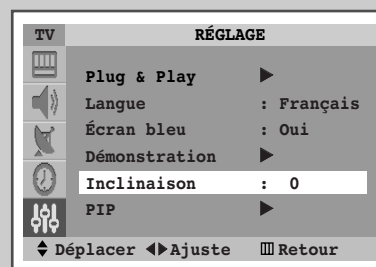 TV RÉGLAGE
Plug & Play ▶
Langue : Français
Écran bleu : Oui
Démonstration ▶
Inclinaison : 0
PIP ▶
Déplacer Ajuste Retour